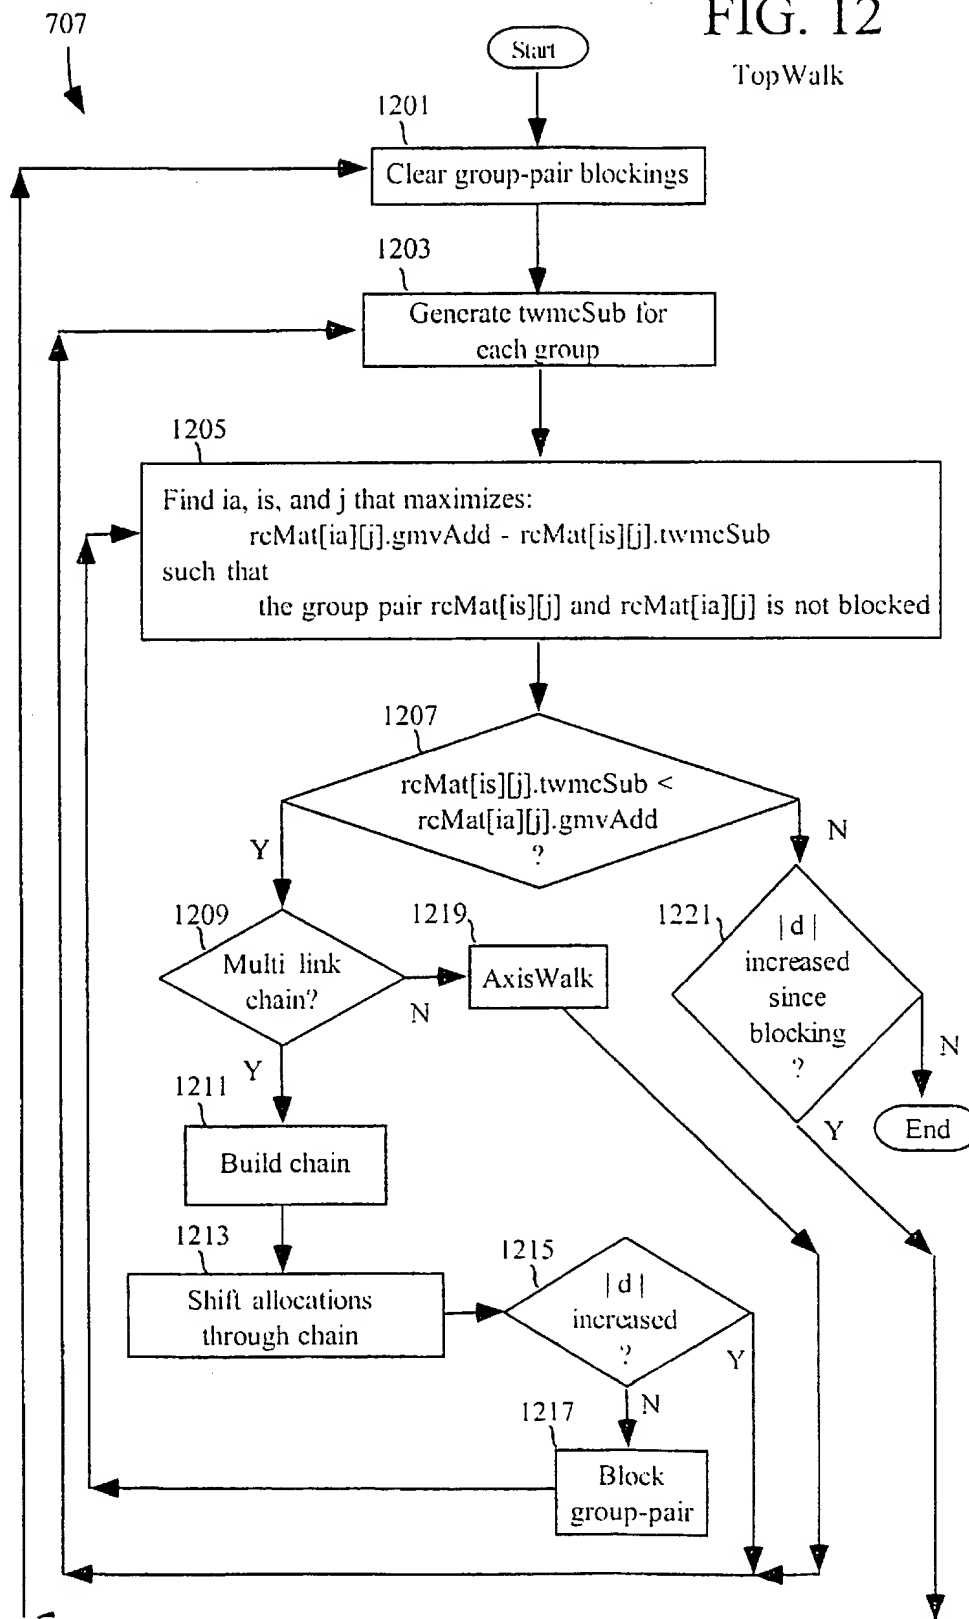 707
FIG. 12
TopWalk
Start
1201
Clear group-pair blockings
1203
Generate twmcSub for
each group
1205
Find ia, is, and j that maximizes:
rcMat[ia][j].gmvAdd - rcMat[is][j].twmcSub
such that
the group pair rcMat[is][j] and rcMat[ia][j] is not blocked
1207
rcMat[is][j].twmcSub <
rcMat[ia][j].gmvAdd
?
Y
N
1209
Multi link
chain?
N
Y
1219
AxisWalk
1221
| d |
increased
since
blocking
?
N
Y
End
1211
Build chain
1213
Shift allocations
through chain
1215
| d |
increased
?
Y
N
1217
Block
group-pair